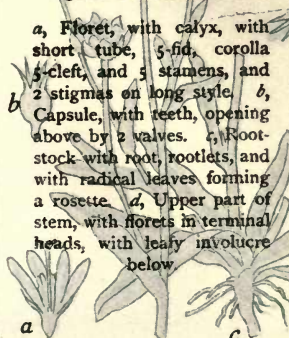 a, Floret, with calyx, with
short tube, 5-fid, corolla
5-cleft, and 5 stamens, and
2 stigmas on long style. b,
Capsule, with teeth, opening
above by 2 valves. c, Root-
stock with root, rootlets, and
with radical leaves forming
a rosette. d, Upper part of
stem, with florets in terminal
heads, with leafy involucre
below.
b
a
c